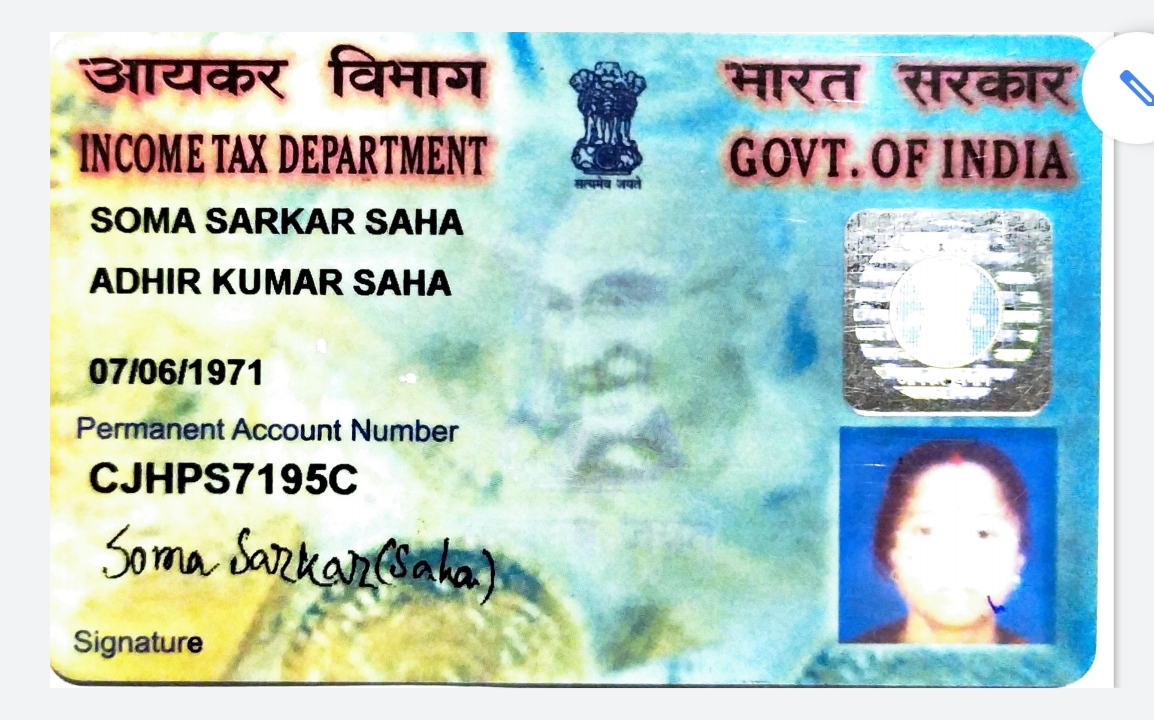 आयकर विभाग
INCOME TAX DEPARTMENT
सत्यमेव जयते
भारत सरकार
GOVT. OF INDIA
SOMA SARKAR SAHA
ADHIR KUMAR SAHA
07/06/1971
Permanent Account Number
CJHPS7195C
Soma Sarkar (Saha)
Signature